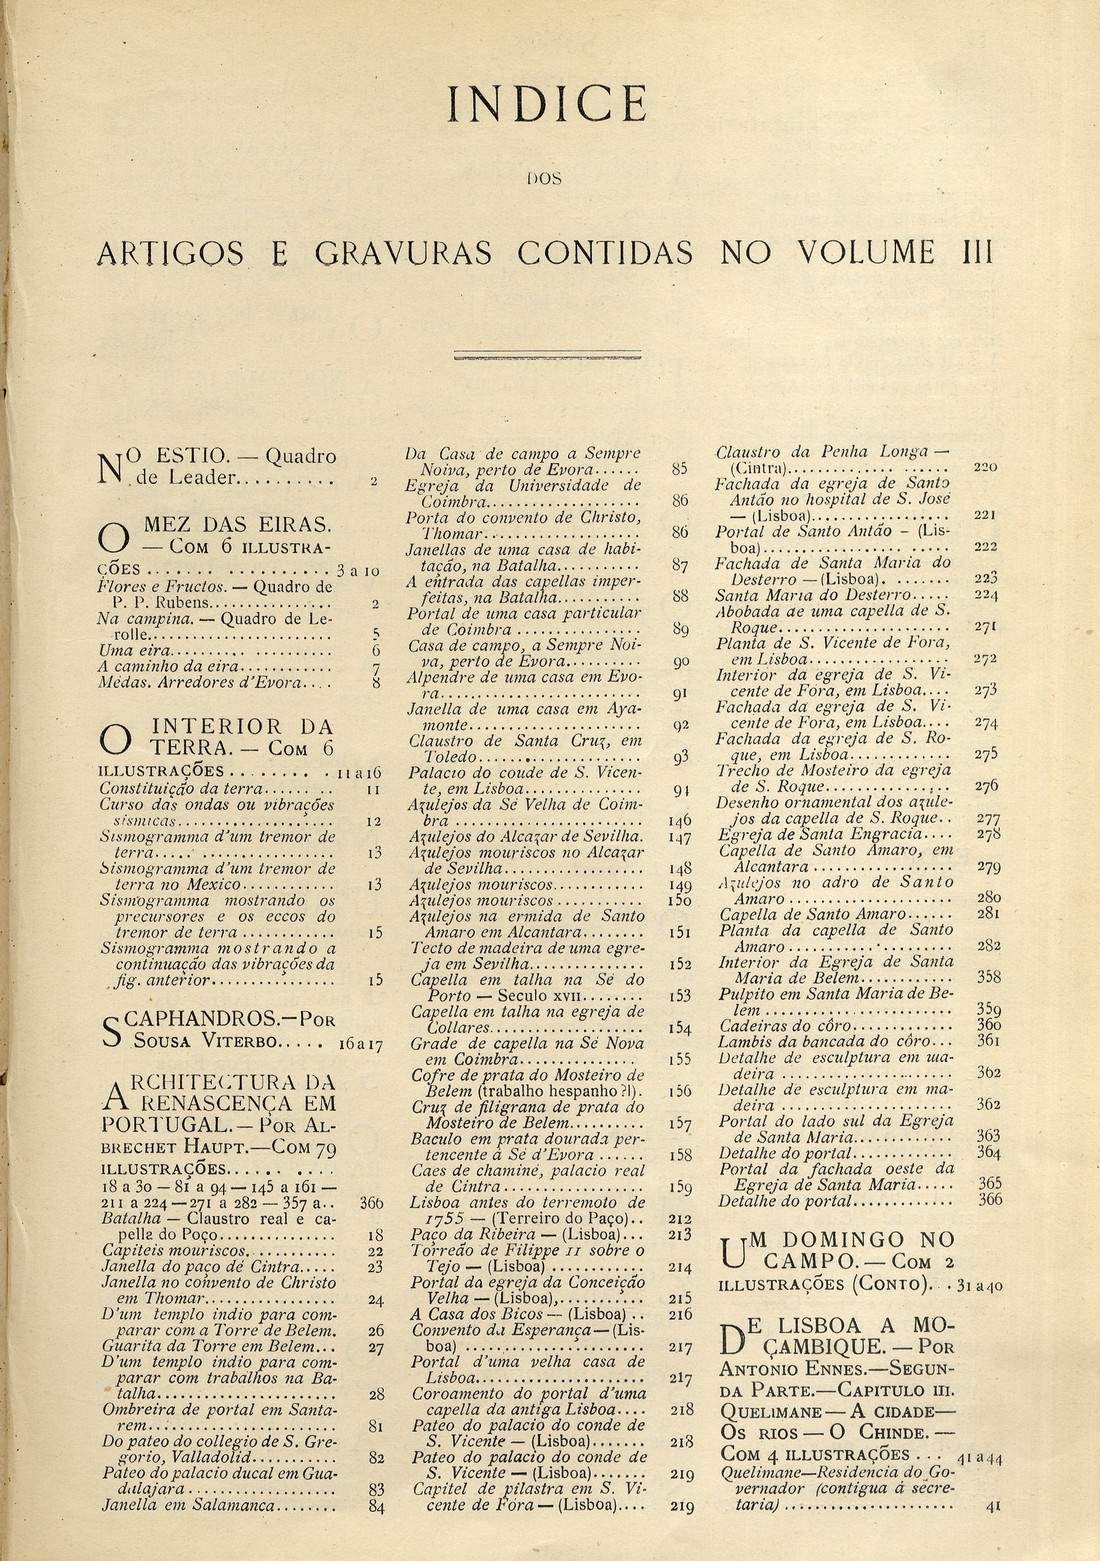 INDICE
DOS
ARTIGOS E GRAVURAS CONTIDAS NO VOLUME III
NO ESTIO. — Quadro
de Leader.......... 2
O MEZ DAS EIRAS.
— COM 6 ILLUSTRA-
ÇÕES .................. 3 a 10
Flores e Fructos. — Quadro de
P. P. Rubens............... 2
Na campina. — Quadro de Le-
rolle....................... 5
Uma eira.................... 6
A caminho da eira........... 7
Médas. Arredores d'Evora.... 8
O INTERIOR DA
TERRA. — COM 6
ILLUSTRAÇÕES .......... 11 a 16
Constituição da terra....... 11
Curso das ondas ou vibrações
sismicas.................... 12
Sismogramma d'um tremor de
terra....................... 13
Sismogramma d'um tremor de
terra no Mexico............. 13
Sismogramma mostrando os
precursores e os eccos do
tremor de terra ............ 15
Sismogramma mostrando a
continuação das vibrações da
fig. anterior............... 15
SCAPHANDROS.—POR
SOUSA VITERBO..... 16 a 17
ARCHITECTURA DA
RENASCENÇA EM
PORTUGAL. — POR AL-
BRECHET HAUPT.—COM 79
ILLUSTRAÇÕES..........
18 a 30 — 81 a 94 — 145 a 161 —
211 a 224 — 271 a 282 — 357 a.. 366
Batalha — Claustro real e ca-
pella do Poço............... 18
Capiteis mouriscos.......... 22
Janella do paço de Cintra..... 23
Janella no convento de Christo
em Thomar................. 24
D'um templo indio para com-
parar com a Torre de Belem. 26
Guarita da Torre em Belem... 27
D'um templo indio para com-
parar com trabalhos na Ba-
talha....................... 28
Ombreira de portal em Santa-
rem......................... 81
Do pateo do collegio de S. Gre-
gorio, Valladolid........... 82
Pateo do palacio ducal em Gua-
dalajara.................... 83
Janella em Salamanca........ 84
Da Casa de campo a Sempre
Noiva, perto de Evora...... 85
Egreja da Universidade de
Coimbra..................... 86
Porta do convento de Christo,
Thomar...................... 86
Janellas de uma casa de habi-
tação, na Batalha........... 87
A entrada das capellas imper-
feitas, na Batalha.......... 88
Portal de uma casa particular
de Coimbra ................. 89
Casa de campo, a Sempre Noi-
va, perto de Evora.......... 90
Alpendre de uma casa em Evo-
ra.......................... 91
Janella de uma casa em Aya-
monte....................... 92
Claustro de Santa Cruz, em
Toledo...................... 93
Palacio do coude de S. Vicen-
te, em Lisboa............... 94
Azulejos da Sé Velha de Coim-
bra ........................ 146
Azulejos do Alcazar de Sevilha. 147
Azulejos mouriscos no Alcazar
de Sevilha.................. 148
Azulejos mouriscos.......... 149
Azulejos mouriscos ......... 150
Azulejos na ermida de Santo
Amaro em Alcantara........ 151
Tecto de madeira de uma egre-
ja em Sevilha............... 152
Capella em talha na Sé do
Porto — Seculo XVII........ 153
Capella em talha na egreja de
Collares.................... 154
Grade de capella na Sé Nova
em Coimbra................ 155
Cofre de prata do Mosteiro de
Belem (trabalho hespanho?l). 156
Cruz de filigrana de prata do
Mosteiro de Belem.......... 157
Baculo em prata dourada per-
tencente á Sé d'Evora ...... 158
Caes de chaminé, palacio real
de Cintra................... 159
Lisboa antes do terremoto de
1755 — (Terreiro do Paço).. 212
Paço da Ribeira — (Lisboa)... 213
Torreão de Filippe II sobre o
Tejo — (Lisboa) ............ 214
Portal da egreja da Conceição
Velha — (Lisboa),.......... 215
A Casa dos Bicos — (Lisboa) .. 216
Convento da Esperança — (Lis-
boa) ....................... 217
Portal d'uma velha casa de
Lisboa...................... 217
Coroamento do portal d'uma
capella da antiga Lisboa.... 218
Pateo do palacio do conde de
S. Vicente — (Lisboa)....... 218
Pateo do palacio do conde de
S. Vicente — (Lisboa)....... 219
Capitel de pilastra em S. Vi-
cente de Fóra — (Lisboa).... 219
Claustro da Penha Longa —
(Cintra).................... 220
Fachada da egreja de Santo
Antão no hospital de S. José
— (Lisboa).................. 221
Portal de Santo Antão – (Lis-
boa)........................ 222
Fachada de Santa Maria do
Desterro — (Lisboa). ....... 223
Santa Maria do Desterro..... 224
Abobada de uma capella de S.
Roque....................... 271
Planta de S. Vicente de Fora,
em Lisboa................... 272
Interior da egreja de S. Vi-
cente de Fóra, em Lisboa.... 273
Fachada da egreja de S. Vi-
cente de Fóra, em Lisboa.... 274
Fachada da egreja de S. Ro-
que, em Lisboa.............. 275
Trecho de Mosteiro da egreja
de S. Roque................. 276
Desenho ornamental dos azule-
jos da capella de S. Roque.. 277
Egreja de Santa Engracia.... 278
Capella de Santo Amaro, em
Alcantara .................. 279
Azulejos no adro de Santo
Amaro ...................... 280
Capella de Santo Amaro...... 281
Planta da capella de Santo
Amaro ...................... 282
Interior da Egreja de Santa
Maria de Belem............. 358
Pulpito em Santa Maria de Be-
lem ........................ 359
Cadeiras do côro............ 360
Lambis da bancada do côro... 361
Detalhe de esculptura em ma-
deira ...................... 362
Detalhe de esculptura em ma-
deira ...................... 362
Portal do lado sul da Egreja
de Santa Maria.............. 363
Detalhe do portal........... 364
Portal da fachada oeste da
Egreja de Santa Maria..... 365
Detalhe do portal........... 366
UM DOMINGO NO
CAMPO. — COM 2
ILLUSTRAÇÕES (CONTO). . . 31 a 40
DE LISBOA A MO-
ÇAMBIQUE. — POR
ANTONIO ENNES.—SEGUN-
DA PARTE.—CAPITULO III.
QUELIMANE — A CIDADE—
OS RIOS — O CHINDE. —
COM 4 ILLUSTRAÇÕES ... 41 a 44
Quelimane—Residencia do Go-
vernador (contigua á secre-
taria) ..................... 41